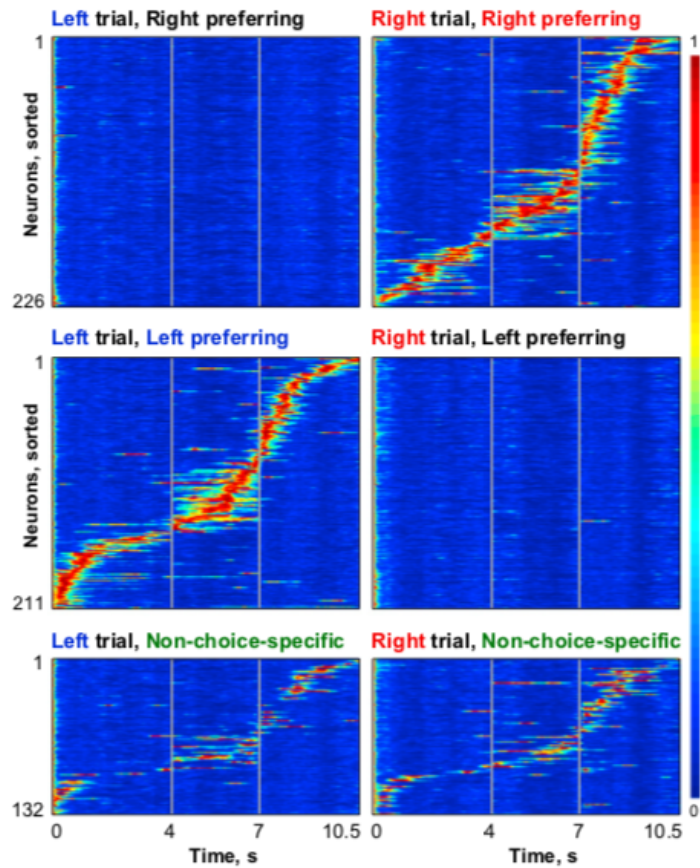 Left trial, Right preferring
Right trial, Right preferring
1
1
Neurons, sorted
226
Left trial, Left preferring
Right trial, Left preferring
1
Neurons, sorted
211
0
Left trial, Non-choice-specific
Right trial, Non-choice-specific
1
132
0 4 7 10.5
0 4 7 10.5
Time, s
Time, s